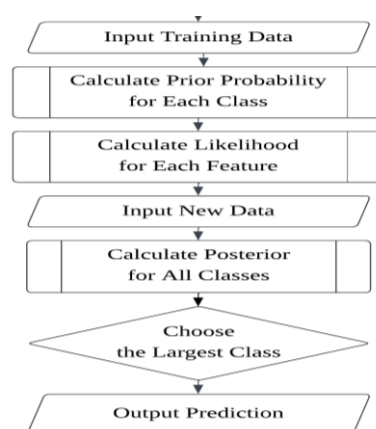 Input Training Data
Calculate Prior Probability
for Each Class
Calculate Likelihood
for Each Feature
Input New Data
Calculate Posterior
for All Classes
Choose
the Largest Class
Output Prediction